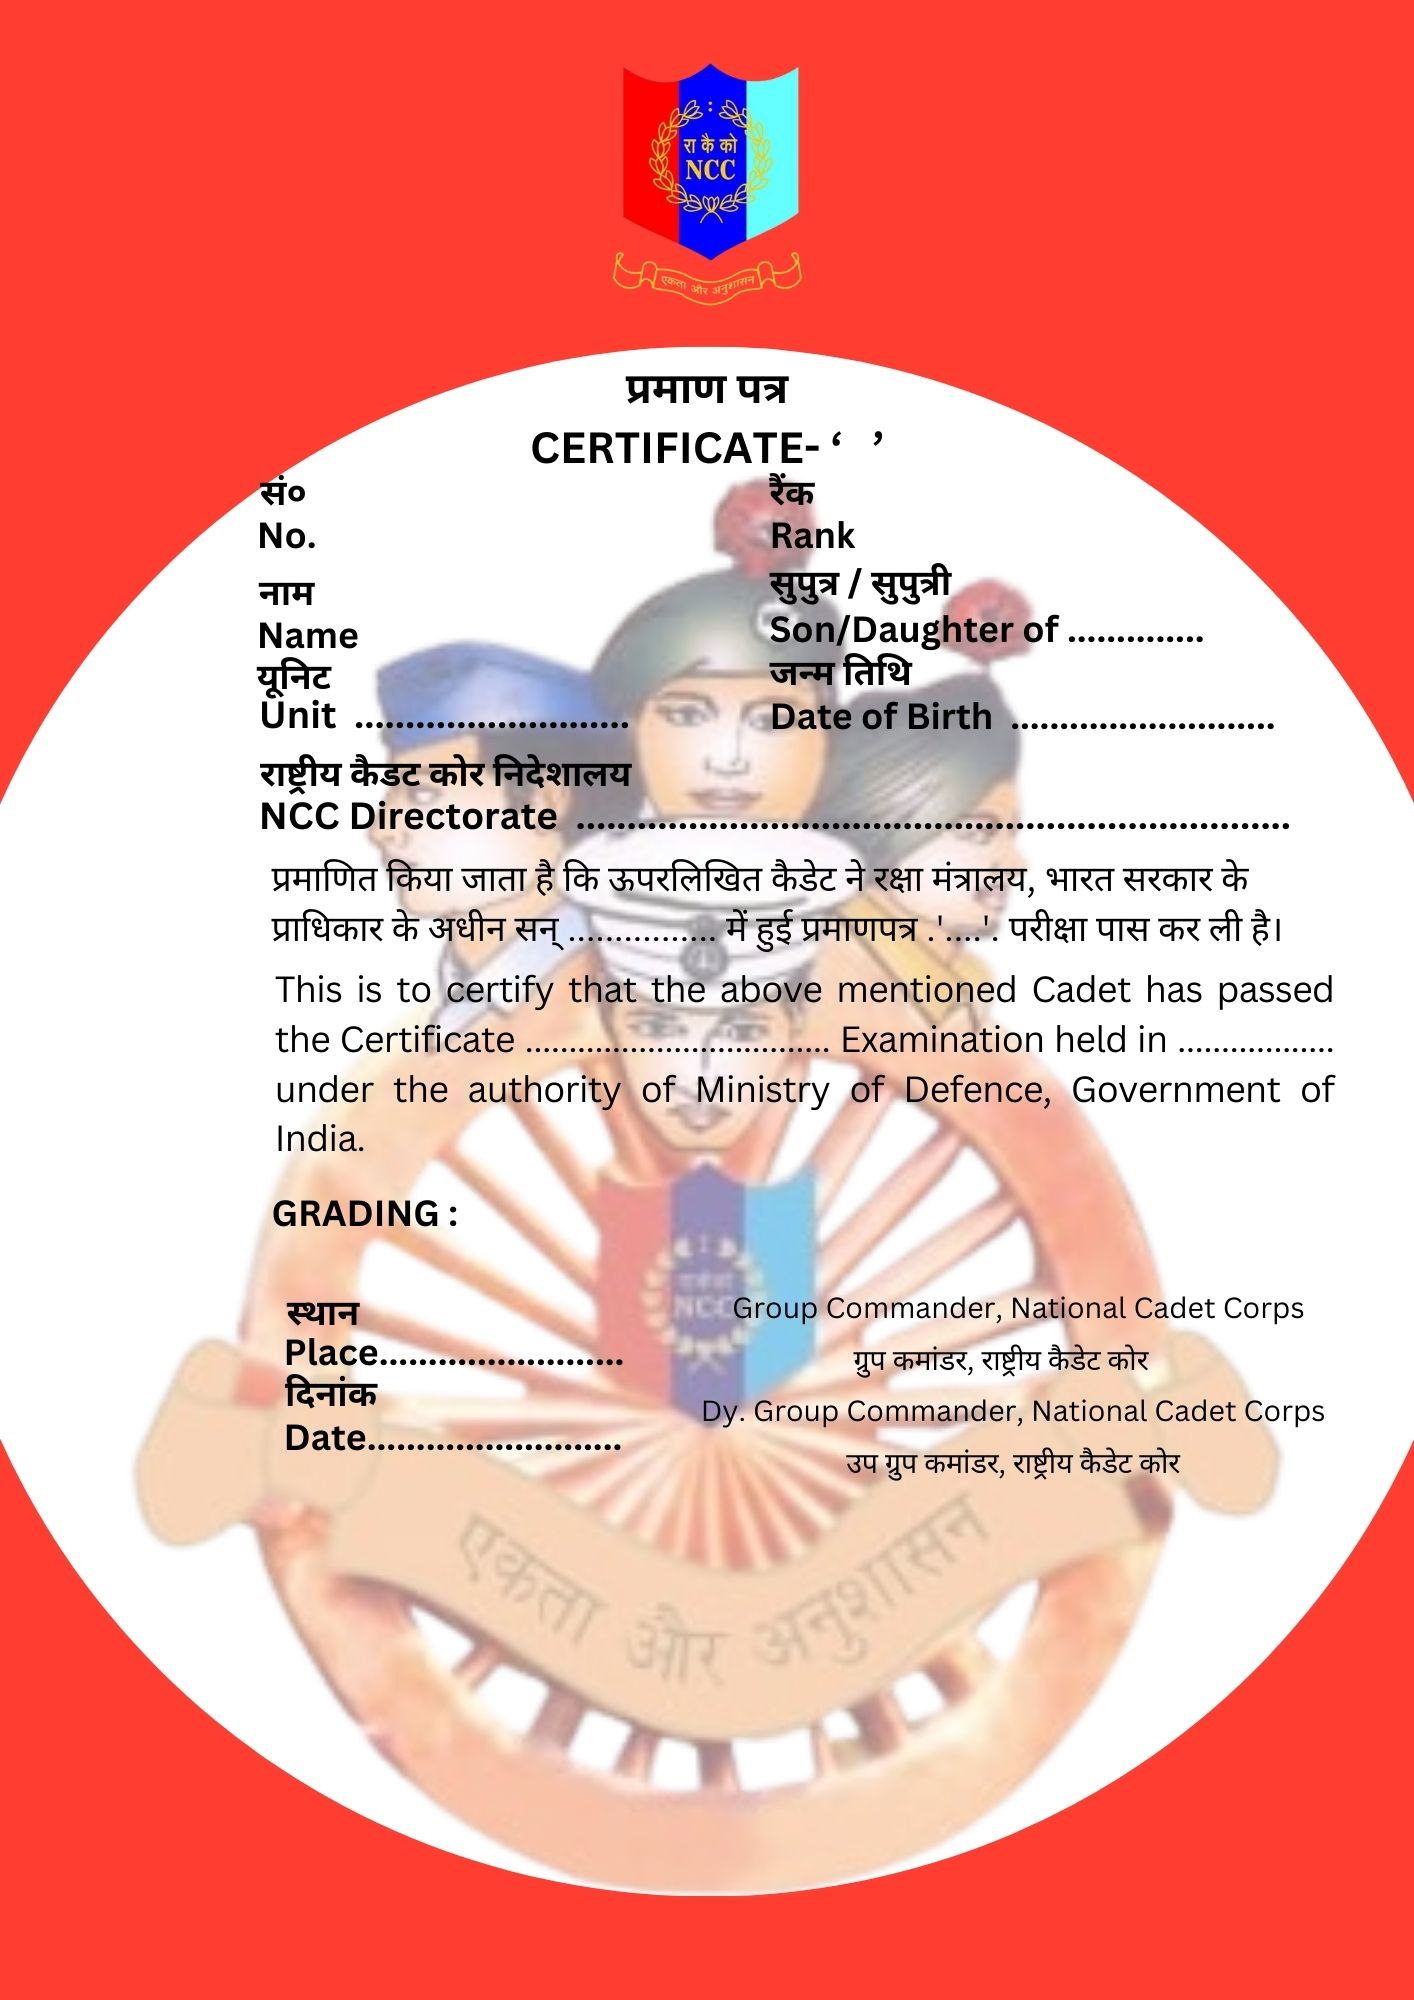 रा कै को
NCC
एकता और अनुशासन
प्रमाण पत्र
CERTIFICATE- ‘ ’
सं०
No.
रैंक
Rank
नाम
Name
सुपुत्र / सुपुत्री
Son/Daughter of ..............
यूनिट
Unit ...........................
जन्म तिथि
Date of Birth ..........................
राष्ट्रीय कैडट कोर निदेशालय
NCC Directorate ......................................................................
प्रमाणित किया जाता है कि ऊपरलिखित कैडेट ने रक्षा मंत्रालय, भारत सरकार के
प्राधिकार के अधीन सन् ................ में हुई प्रमाणपत्र .'....'. परीक्षा पास कर ली है।
This is to certify that the above mentioned Cadet has passed
the Certificate ................................... Examination held in ..................
under the authority of Ministry of Defence, Government of
India.
GRADING :
NCC
स्थान
Place.........................
दिनांक
Date..........................
Group Commander, National Cadet Corps
ग्रुप कमांडर, राष्ट्रीय कैडेट कोर
Dy. Group Commander, National Cadet Corps
उप ग्रुप कमांडर, राष्ट्रीय कैडेट कोर
एकता और अनुशासन